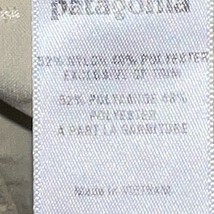 patagonia
52% NYLON 48% POLYESTER
EXCLUSIVE OF TRIM
52% POLYAMIDE 48%
POLYESTER
À PART LA GARNITURE
Made in VIETNAM